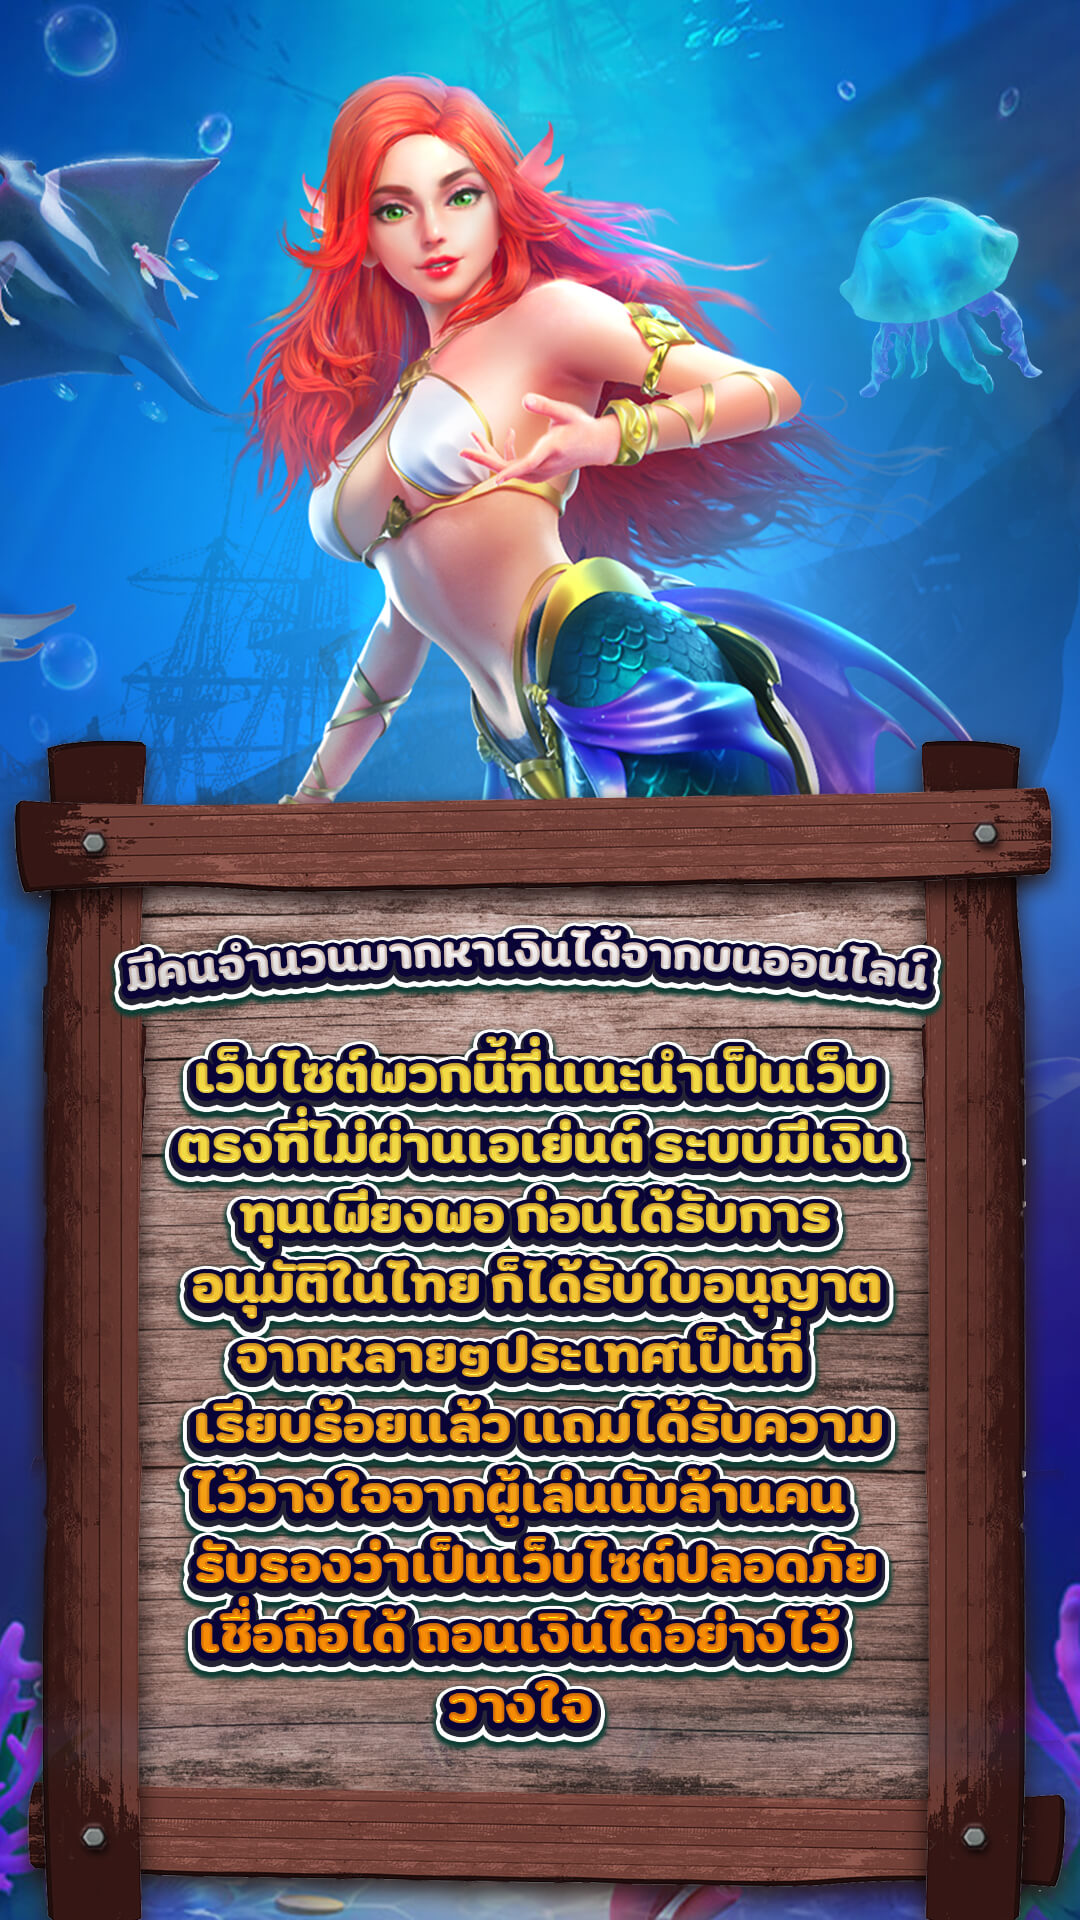 มีคนจำนวนมากหาเงินได้จากบนออนไลน์
เว็บไซต์พวกนี้ที่แนะนำเป็นเว็บ
ตรงที่ไม่ผ่านเอเย่นต์ ระบบมีเงิน
ทุนเพียงพอ ก่อนได้รับการ
อนุมัติในไทย ก็ได้รับใบอนุญาต
จากหลายๆประเทศเป็นที่
เรียบร้อยแล้ว แถมได้รับความ
ไว้วางใจจากผู้เล่นนับล้านคน
รับรองว่าเป็นเว็บไซต์ปลอดภัย
เชื่อถือได้ ถอนเงินได้อย่างไว้
วางใจ